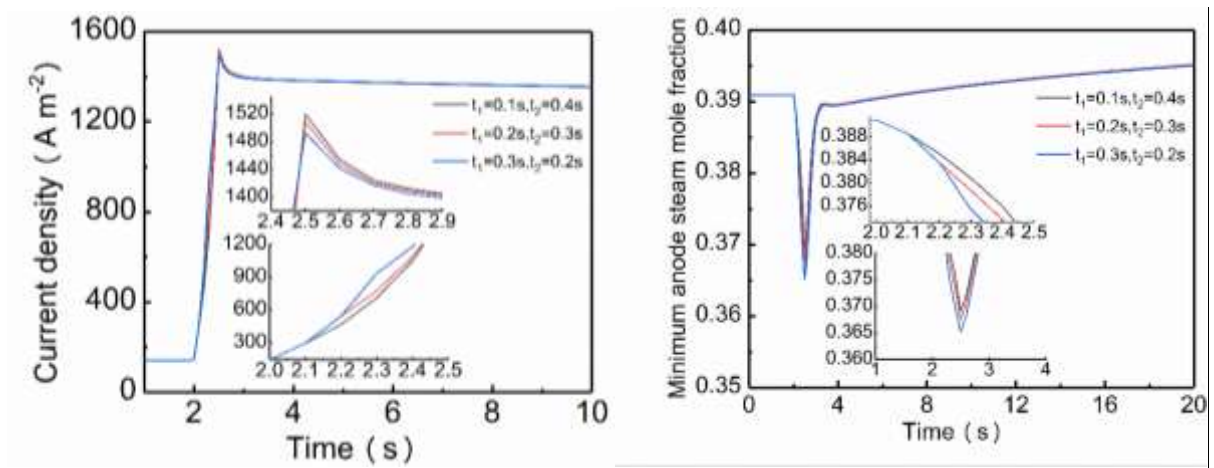 Current density ( A m⁻² )
1600
1200
800
400
0
2 4 6 8 10
Time ( s )
t₁=0.1s,t₂=0.4s
t₁=0.2s,t₂=0.3s
t₁=0.3s,t₂=0.2s
1520
1480
1440
1400
2.4 2.5 2.6 2.7 2.8 2.9
1200
900
600
300
2.0 2.1 2.2 2.3 2.4 2.5
Minimum anode steam mole fraction
0.40
0.39
0.38
0.37
0.36
0.35
0 4 8 12 16 20
Time ( s )
t₁=0.1s,t₂=0.4s
t₁=0.2s,t₂=0.3s
t₁=0.3s,t₂=0.2s
0.388
0.384
0.380
0.376
2.0 2.1 2.2 2.3 2.4 2.5
0.380
0.375
0.370
0.365
0.360
1 2 3 4